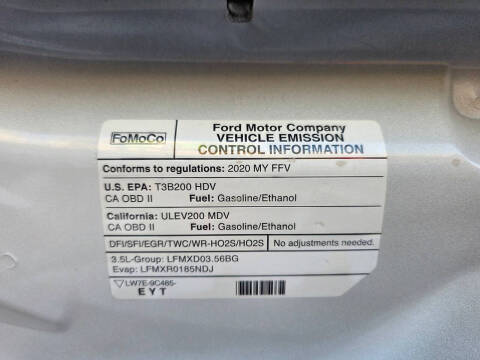 FoMoCo
Ford Motor Company
VEHICLE EMISSION
CONTROL INFORMATION
Conforms to regulations: 2020 MY FFV
U.S. EPA: T3B200 HDV
CA OBD II Fuel: Gasoline/Ethanol
California: ULEV200 MDV
CA OBD II Fuel: Gasoline/Ethanol
DFI/SFI/EGR/TWC/WR-HO2S/HO2S No adjustments needed.
3.5L-Group: LFMXD03.56BG
Evap: LFMXR0185NDJ
LW7E-9C485-
EYT